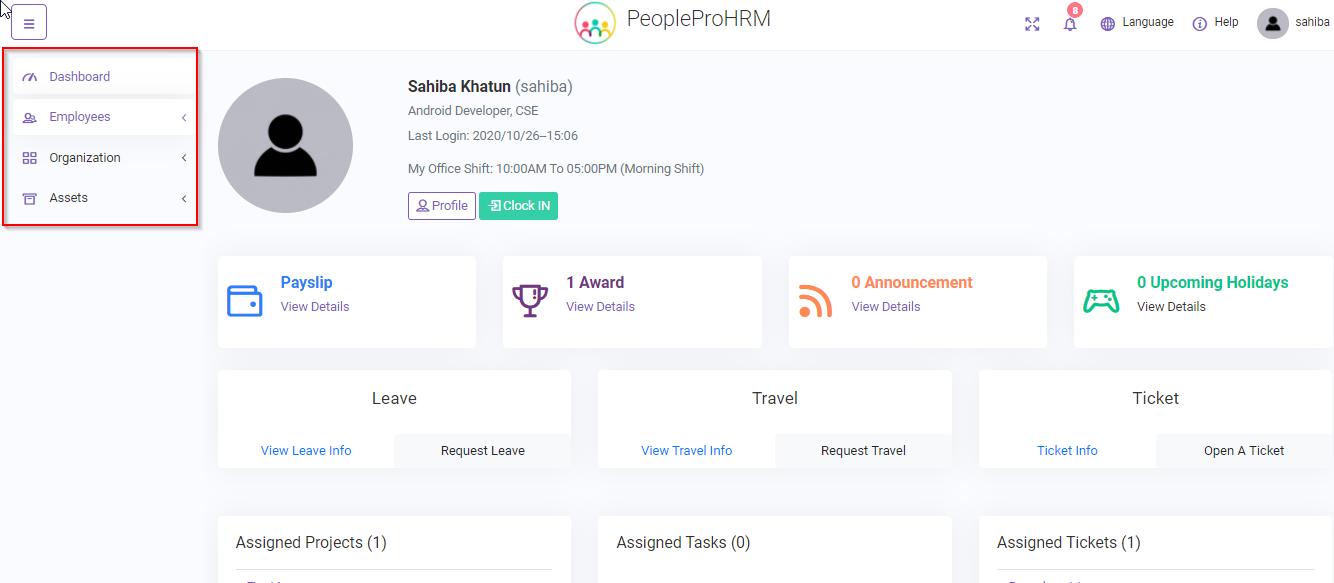 PeopleProHRM
8
Language
Help
sahiba
Dashboard
Employees
Organization
Assets
Sahiba Khatun (sahiba)
Android Developer, CSE
Last Login: 2020/10/26–15:06
My Office Shift: 10:00AM To 05:00PM (Morning Shift)
Profile
Clock IN
Payslip
View Details
1 Award
View Details
0 Announcement
View Details
0 Upcoming Holidays
View Details
Leave
View Leave Info
Request Leave
Travel
View Travel Info
Request Travel
Ticket
Ticket Info
Open A Ticket
Assigned Projects (1)
Assigned Tasks (0)
Assigned Tickets (1)